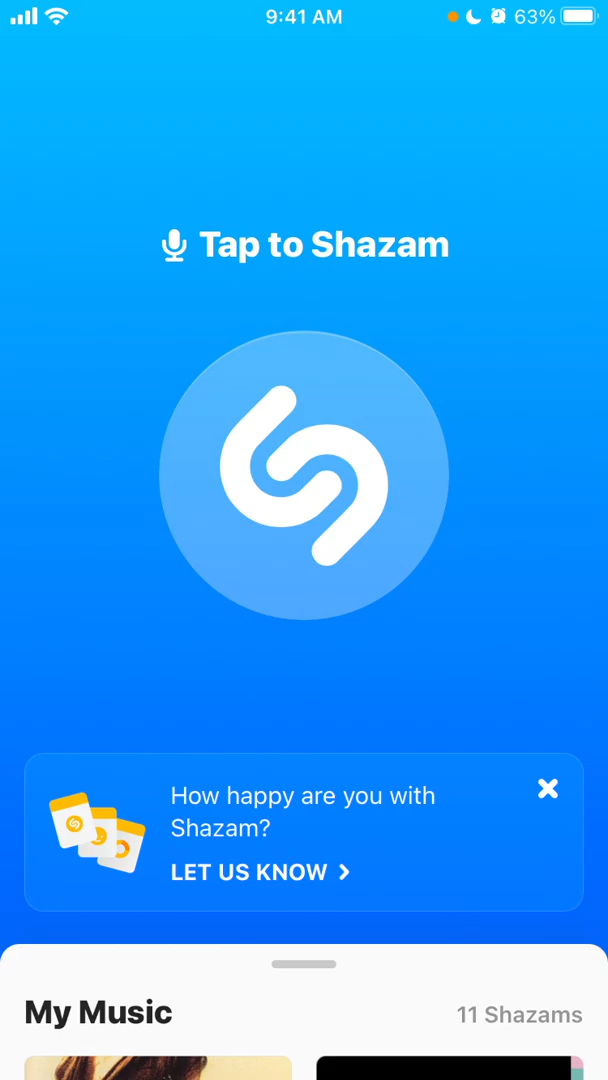 9:41 AM
63%
Tap to Shazam
How happy are you with
Shazam?
LET US KNOW
My Music
11 Shazams